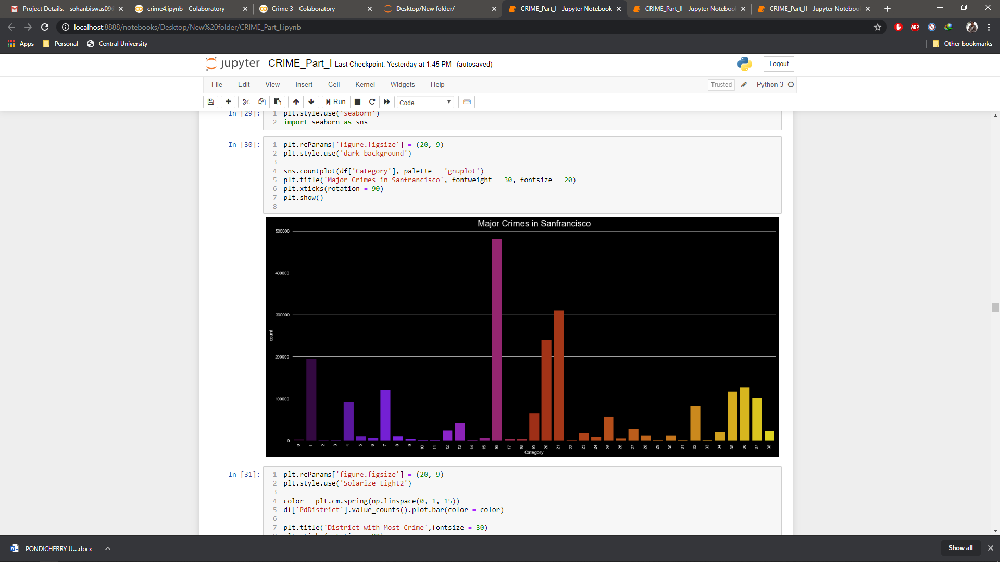 Project Details. - sohanbiswas09
crime4.ipynb - Colaboratory
Crime 3 - Colaboratory
Desktop/New folder/
CRIME_Part_I - Jupyter Notebook
CRIME_Part_II - Jupyter Notebook
CRIME_Part_II - Jupyter Notebook
localhost:8888/notebooks/Desktop/New%20folder/CRIME_Part_I.ipynb
ABP
Apps
Personal
Central University
Other bookmarks
jupyter CRIME_Part_I Last Checkpoint: Yesterday at 1:45 PM (autosaved)
Logout
File Edit View Insert Cell Kernel Widgets Help
Trusted
Python 3
Run
Code
In [29]:
1 plt.style.use('seaborn')
2 import seaborn as sns
In [30]:
1 plt.rcParams['figure.figsize'] = (20, 9)
2 plt.style.use('dark_background')
3
4 sns.countplot(df['Category'], palette = 'gnuplot')
5 plt.title('Major Crimes in Sanfrancisco', fontweight = 30, fontsize = 20)
6 plt.xticks(rotation = 90)
7 plt.show()
8
Major Crimes in Sanfrancisco
500000
400000
300000
200000
100000
0
count
0 1 2 3 4 5 6 7 8 9 10 11 12 13 14 15 16 17 18 19 20 21 22 23 24 25 26 27 28 29 30 31 32 33 34 35 36 37 38
Category
In [31]:
1 plt.rcParams['figure.figsize'] = (20, 9)
2 plt.style.use('Solarize_Light2')
3
4 color = plt.cm.spring(np.linspace(0, 1, 15))
5 df['PdDistrict'].value_counts().plot.bar(color = color)
6
7 plt.title('District with Most Crime',fontsize = 30)
8 plt.xticks(rotation = 90)
PONDICHERRY U....docx
Show all